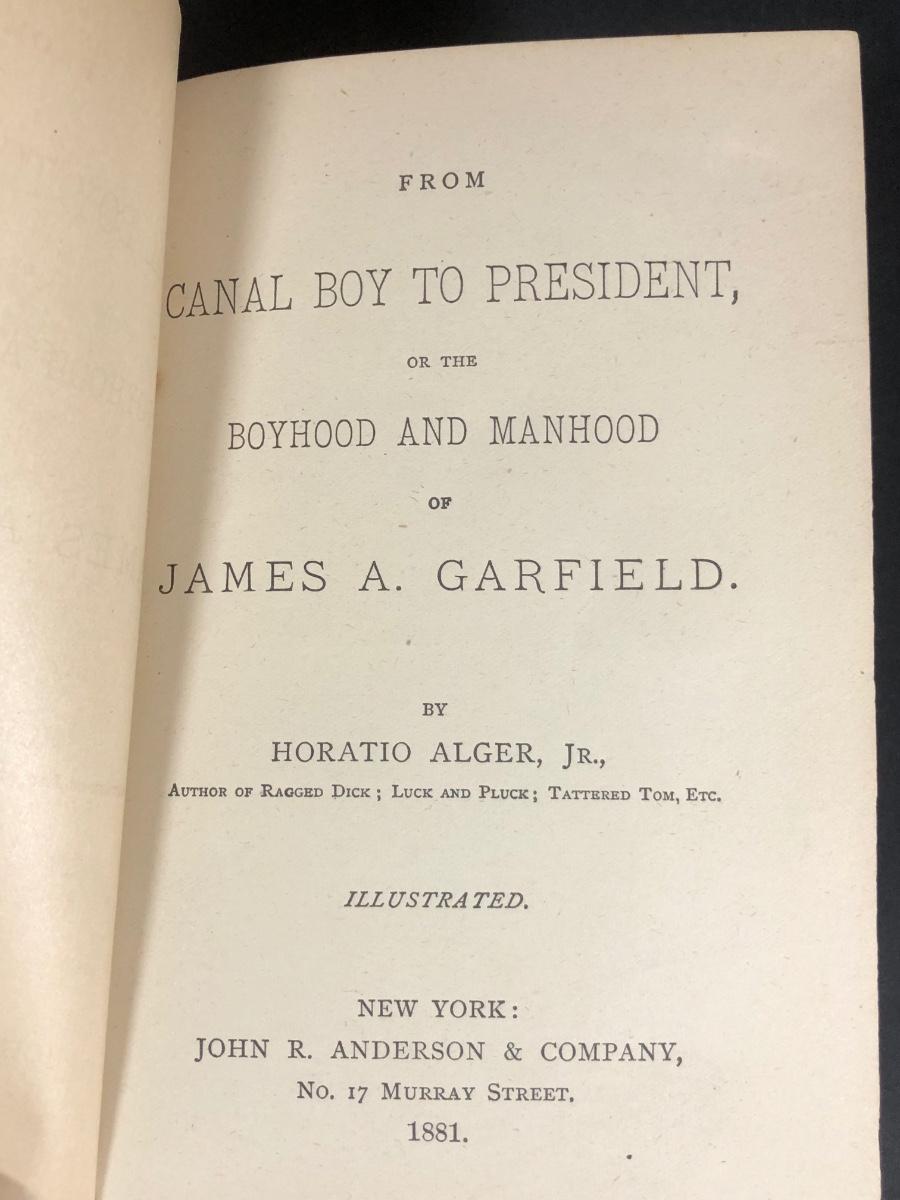 FROM
CANAL BOY TO PRESIDENT,
OR THE
BOYHOOD AND MANHOOD
OF
JAMES A. GARFIELD.
BY
HORATIO ALGER, JR.,
AUTHOR OF RAGGED DICK; LUCK AND PLUCK; TATTERED TOM, ETC.
ILLUSTRATED.
NEW YORK:
JOHN R. ANDERSON & COMPANY,
NO. 17 MURRAY STREET.
1881.